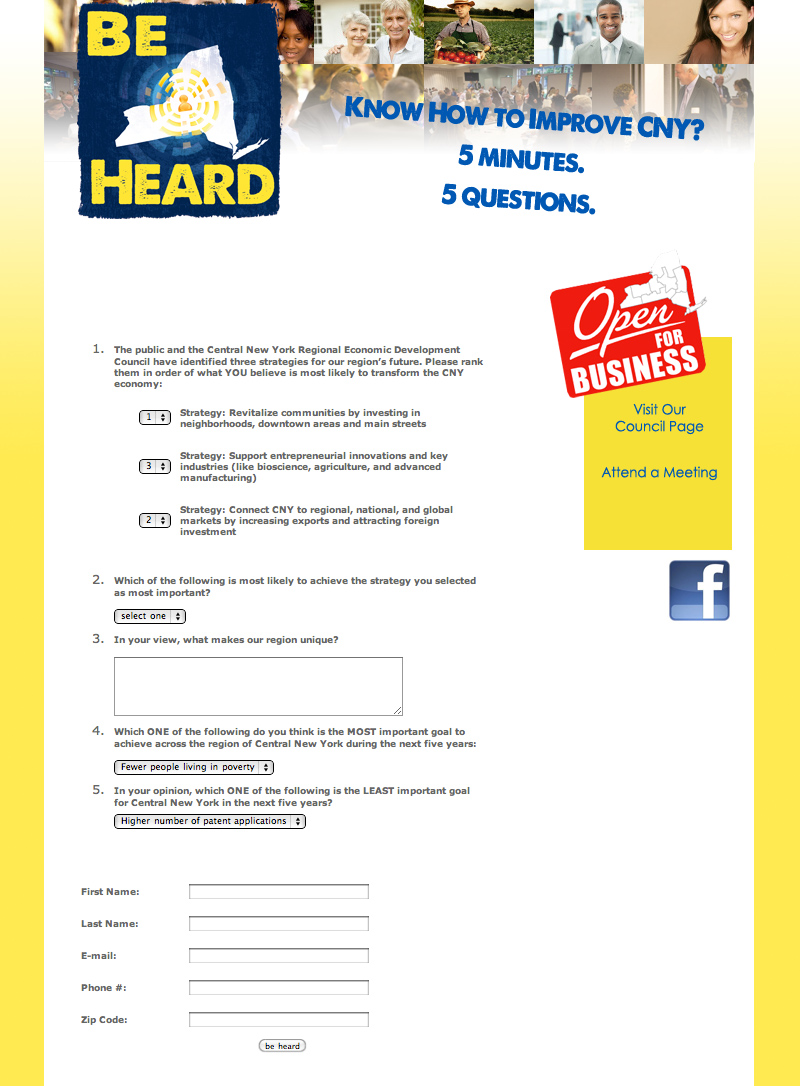 BE
HEARD
KNOW HOW TO IMPROVE CNY?
5 MINUTES.
5 QUESTIONS.
Open
FOR
BUSINESS
Visit Our
Council Page
Attend a Meeting
f
1. The public and the Central New York Regional Economic Development
Council have identified three strategies for our region's future. Please rank
them in order of what YOU believe is most likely to transform the CNY
economy:
1 Strategy: Revitalize communities by investing in
neighborhoods, downtown areas and main streets
Strategy: Support entrepreneurial innovations and key
3 industries (like bioscience, agriculture, and advanced
manufacturing)
Strategy: Connect CNY to regional, national, and global
2 markets by increasing exports and attracting foreign
investment
2. Which of the following is most likely to achieve the strategy you selected
as most important?
select one
3. In your view, what makes our region unique?
4. Which ONE of the following do you think is the MOST important goal to
achieve across the region of Central New York during the next five years:
Fewer people living in poverty
5. In your opinion, which ONE of the following is the LEAST important goal
for Central New York in the next five years?
Higher number of patent applications
First Name:
Last Name:
E-mail:
Phone #:
Zip Code:
be heard